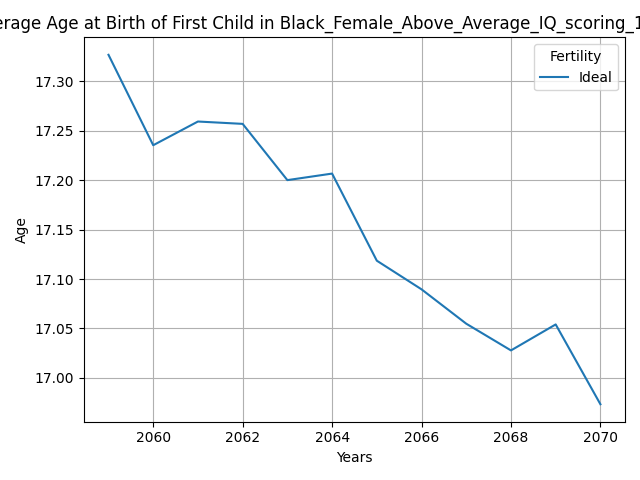 Age at Birth of First Child in Black_Female_Above_Average_IQ_scoring_1
Fertility
Ideal
17.30
17.25
17.20
17.15
17.10
17.05
17.00
Age
2060 2062 2064 2066 2068 2070
Years